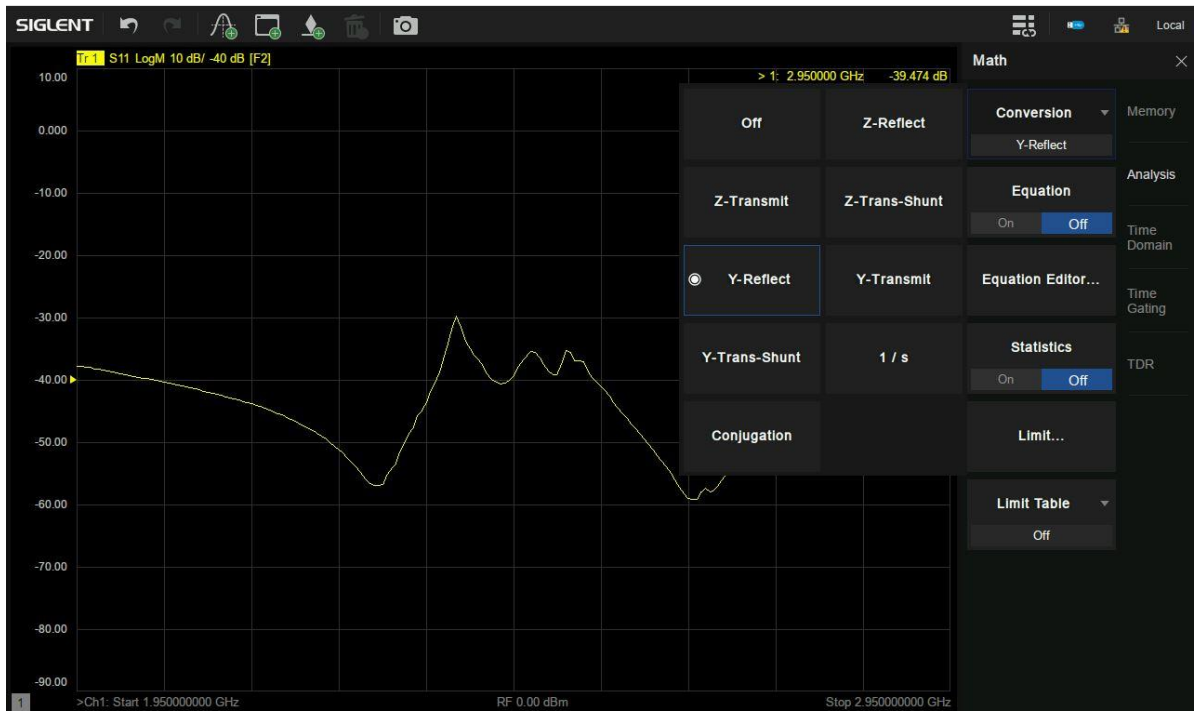 SIGLENT
Local
Tr 1 S11 LogM 10 dB/ -40 dB [F2]
> 1: 2.950000 GHz -39.474 dB
10.00
0.000
-10.00
-20.00
-30.00
-40.00
-50.00
-60.00
-70.00
-80.00
-90.00
Off Z-Reflect
Z-Transmit Z-Trans-Shunt
Y-Reflect Y-Transmit
Y-Trans-Shunt 1 / s
Conjugation
Math
Conversion
Y-Reflect
Equation
On Off
Equation Editor...
Statistics
On Off
Limit...
Limit Table
Off
Memory
Analysis
Time
Domain
Time
Gating
TDR
1 >Ch1: Start 1.950000000 GHz RF 0.00 dBm Stop 2.950000000 GHz